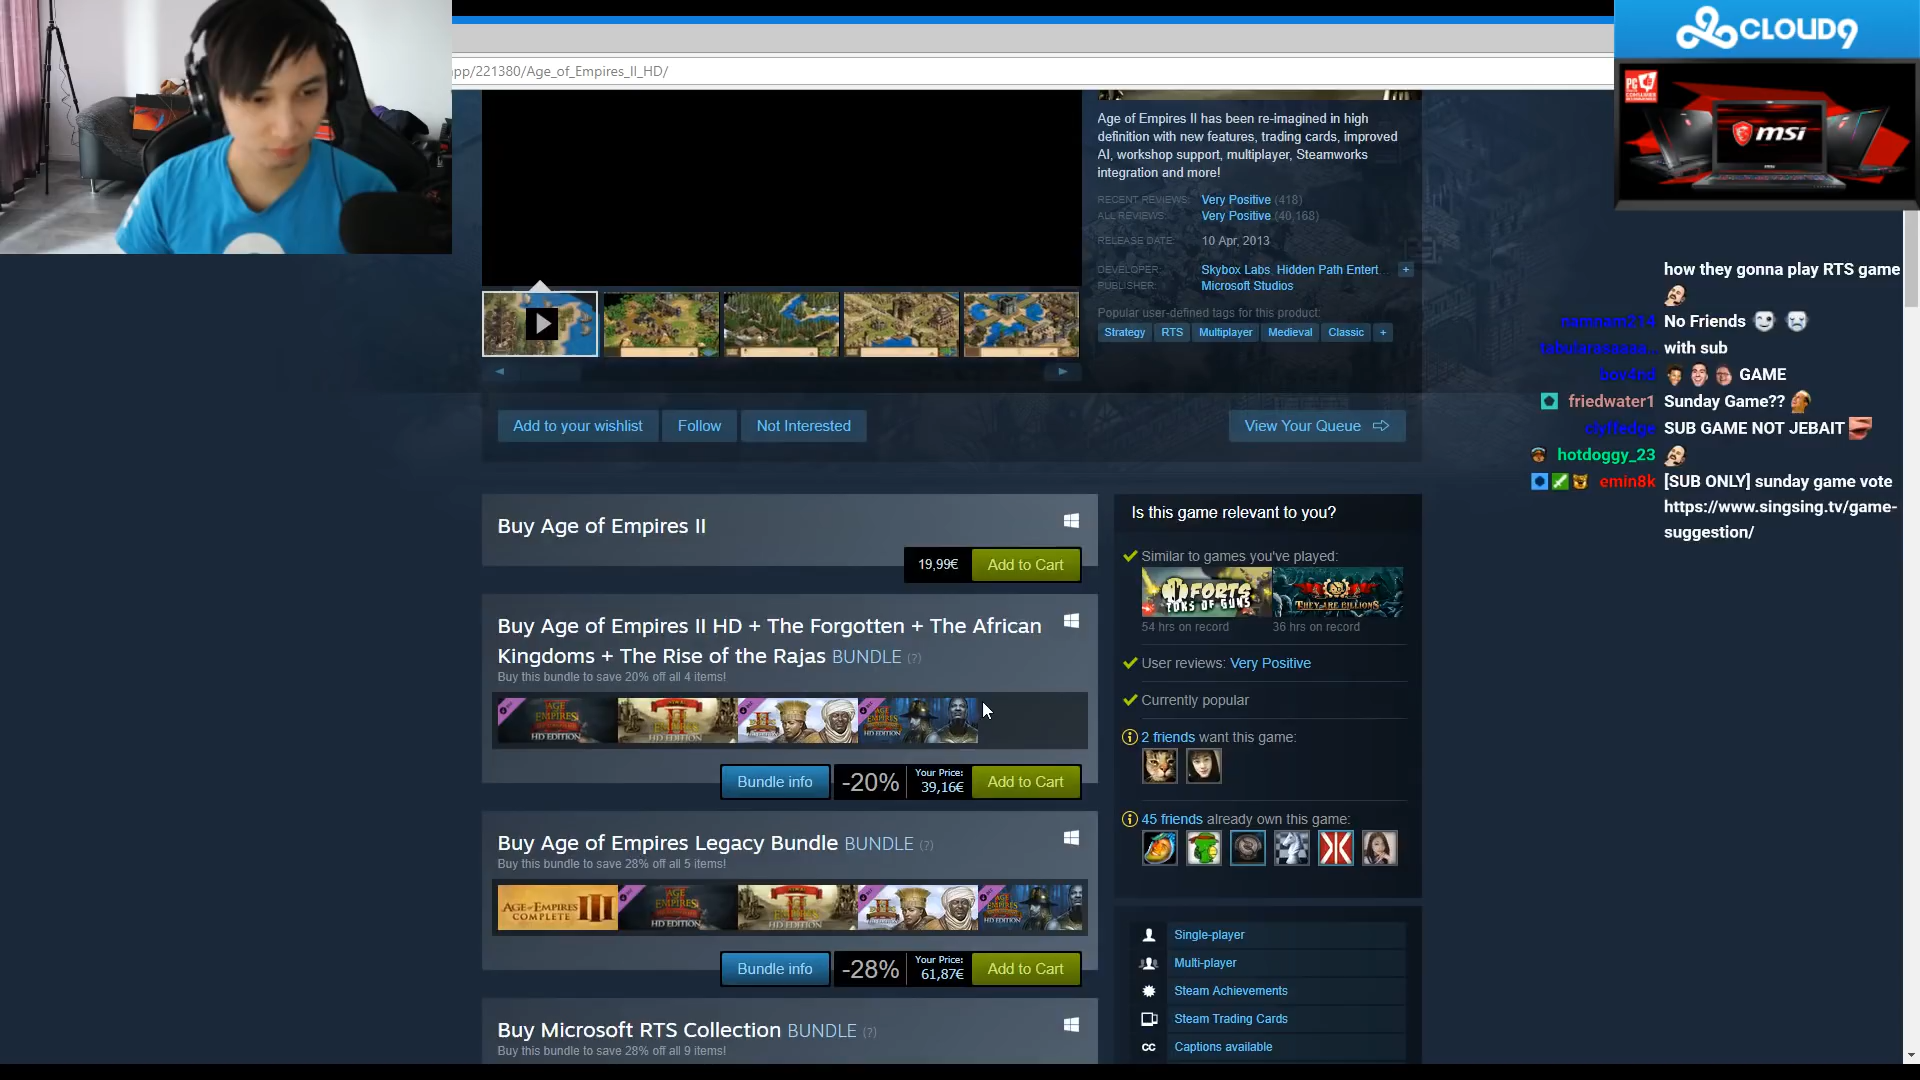 CLOUD9
msi
app/221380/Age_of_Empires_II_HD/
Age of Empires II has been re-imagined in high
definition with new features, trading cards, improved
AI, workshop support, multiplayer, Steamworks
integration and more!
RECENT REVIEWS: Very Positive (418)
ALL REVIEWS: Very Positive (40,168)
RELEASE DATE: 10 Apr, 2013
DEVELOPER: Skybox Labs, Hidden Path Entert +
PUBLISHER: Microsoft Studios
Popular user-defined tags for this product:
Strategy RTS Multiplayer Medieval Classic +
Add to your wishlist Follow Not Interested View Your Queue
Buy Age of Empires II
19,99€ Add to Cart
Buy Age of Empires II HD + The Forgotten + The African
Kingdoms + The Rise of the Rajas BUNDLE (?)
Buy this bundle to save 20% off all 4 items!
Bundle info -20% Your Price: 39,16€ Add to Cart
Buy Age of Empires Legacy Bundle BUNDLE (?)
Buy this bundle to save 28% off all 5 items!
AGE OF EMPIRES III COMPLETE
Bundle info -28% Your Price: 61,87€ Add to Cart
Buy Microsoft RTS Collection BUNDLE (?)
Buy this bundle to save 28% off all 9 items!
Is this game relevant to you?
Similar to games you've played:
FORTS THEY ARE BILLIONS
54 hrs on record 36 hrs on record
User reviews: Very Positive
Currently popular
2 friends want this game:
45 friends already own this game:
Single-player
Multi-player
Steam Achievements
Steam Trading Cards
CC Captions available
how they gonna play RTS game
namnam214 No Friends
with sub
bov4nd GAME
friedwater1 Sunday Game??
clyffedge SUB GAME NOT JEBAIT
hotdoggy_23
emin8k [SUB ONLY] sunday game vote
https://www.singsing.tv/game-
suggestion/